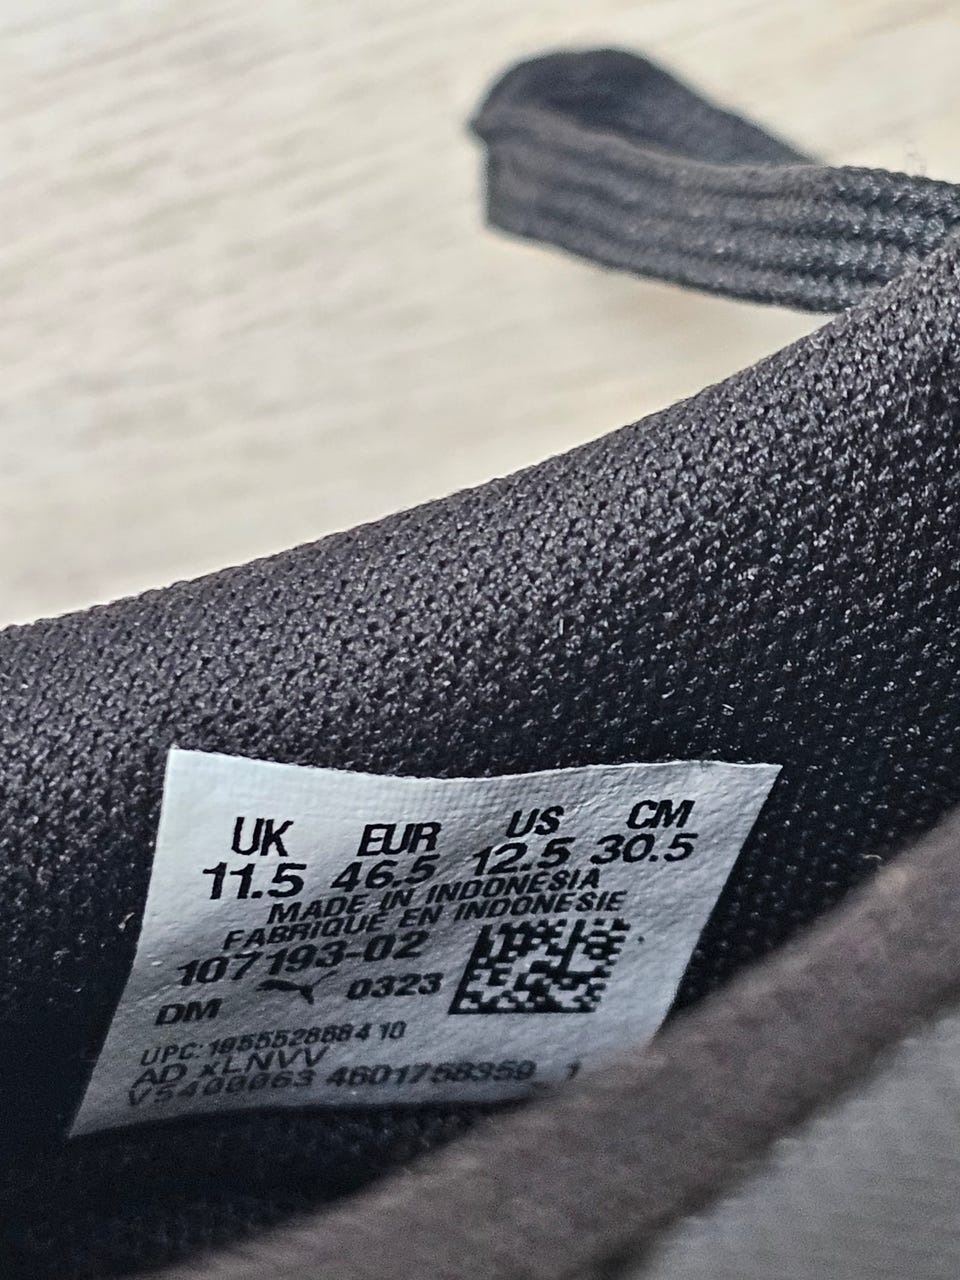 UK EUR US CM
11.5 46.5 12.5 30.5
MADE IN INDONESIA
FABRIQUE EN INDONESIE
107193-02
DM 0323
UPC:195552888410
AD xLNVV
V5400063 4601758359 1